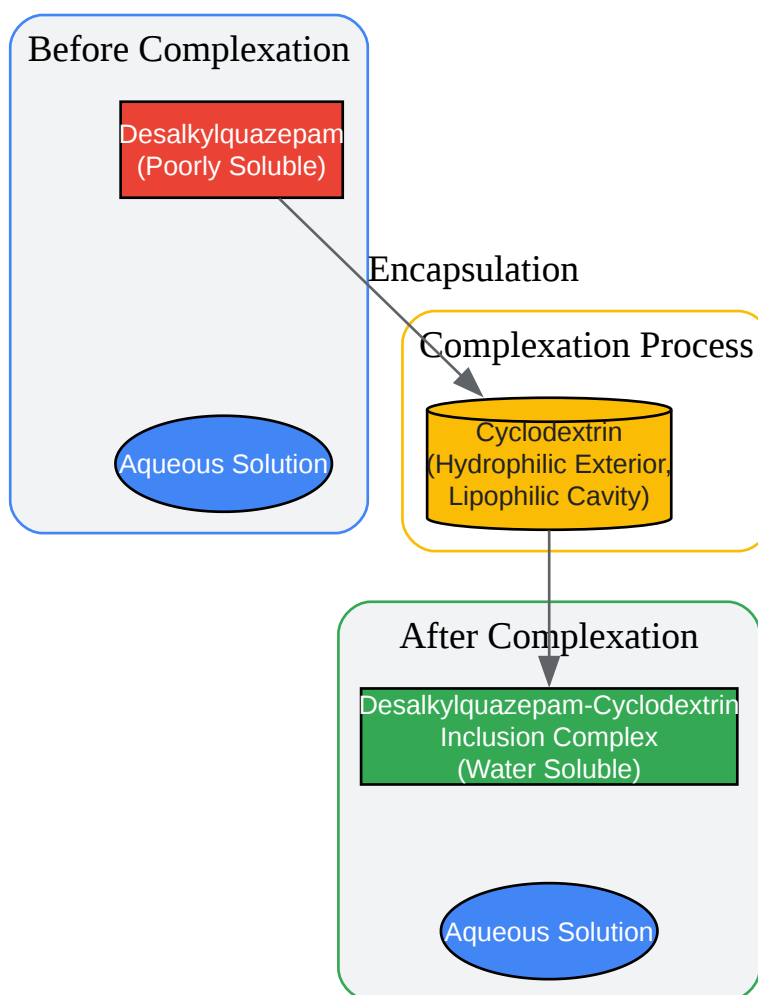 Before Complexation
Desalkylquazepam
(Poorly Soluble)
Encapsulation
Complexation Process
Cyclodextrin
(Hydrophilic Exterior,
Lipophilic Cavity)
Aqueous Solution
After Complexation
Desalkylquazepam-Cyclodextrin
Inclusion Complex
(Water Soluble)
Aqueous Solution